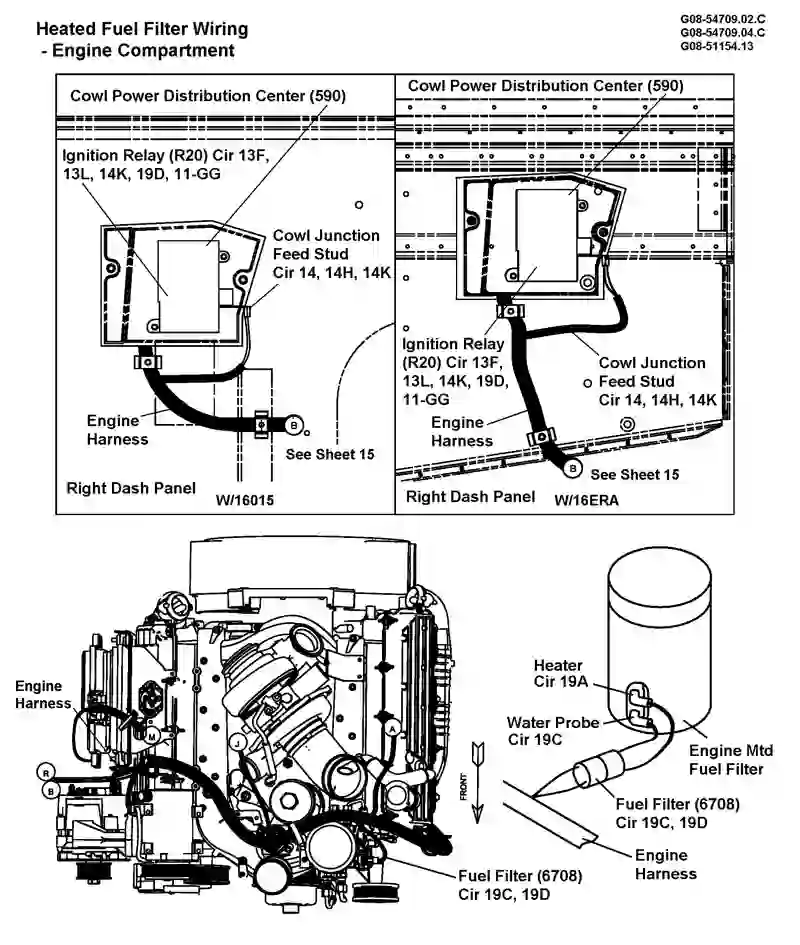 Heated Fuel Filter Wiring
- Engine Compartment
G08-54709.02.C
G08-54709.04.C
G08-51154.13
Cowl Power Distribution Center (590)
Ignition Relay (R20) Cir 13F,
13L, 14K, 19D, 11-GG
Cowl Junction
Feed Stud
Cir 14, 14H, 14K
Engine
Harness
B
See Sheet 15
Right Dash Panel
W/16015
Cowl Power Distribution Center (590)
Ignition Relay
(R20) Cir 13F,
13L, 14K, 19D,
11-GG
Cowl Junction
Feed Stud
Cir 14, 14H, 14K
Engine
Harness
B
See Sheet 15
Right Dash Panel
W/16ERA
Engine
Harness
M
J
A
R
B
FRONT
Fuel Filter (6708)
Cir 19C, 19D
Heater
Cir 19A
Water Probe
Cir 19C
Engine Mtd
Fuel Filter
Fuel Filter (6708)
Cir 19C, 19D
Engine
Harness